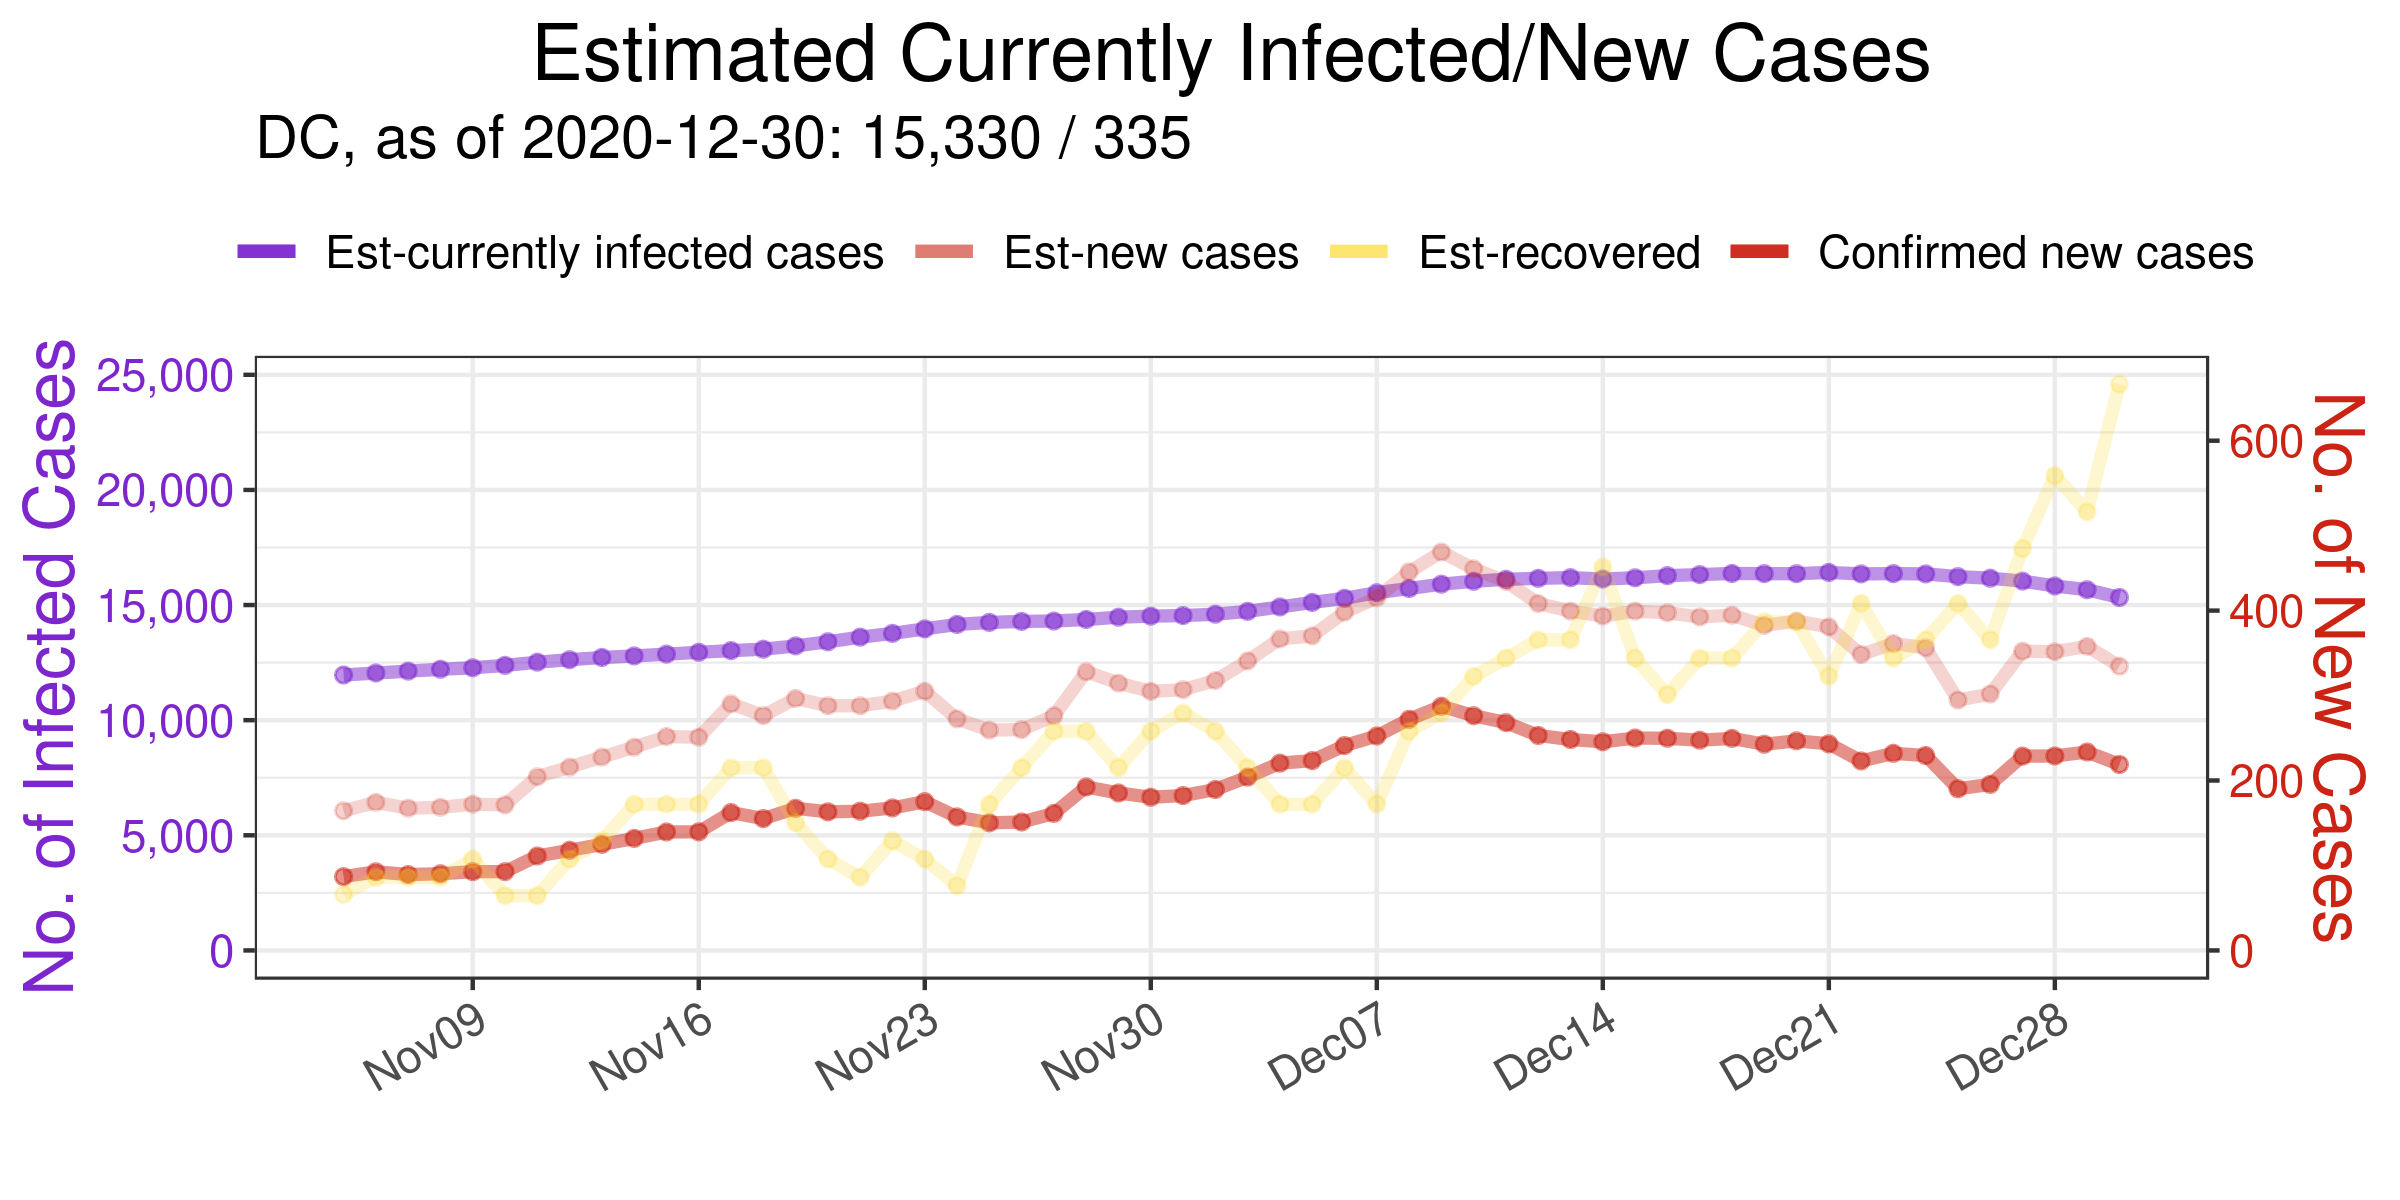 Estimated Currently Infected/New Cases
DC, as of 2020-12-30: 15,330 / 335
Est-currently infected cases Est-new cases Est-recovered Confirmed new cases
No. of Infected Cases
25,000
20,000
15,000
10,000
5,000
0
600
400
200
0
No. of New Cases
Nov09 Nov16 Nov23 Nov30 Dec07 Dec14 Dec21 Dec28